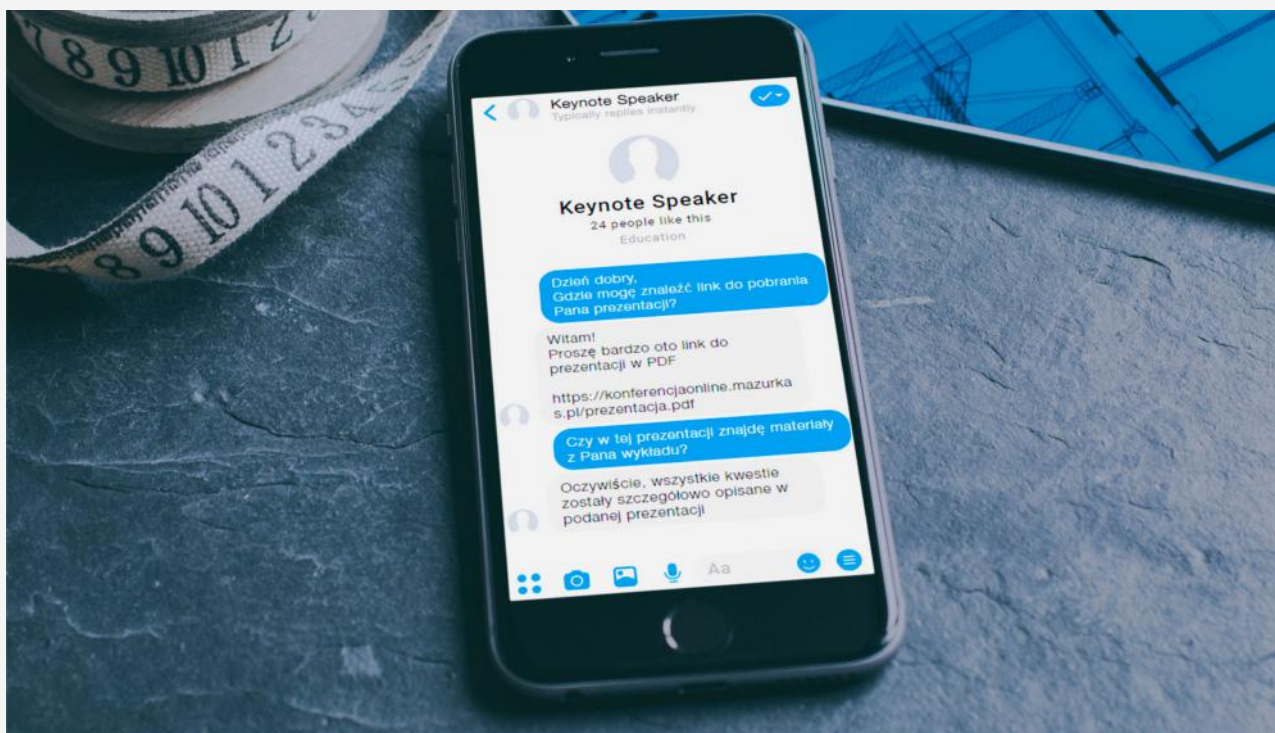 7 8 9 10 1 2
8 9 10 1 2 3 4
Keynote Speaker
Typically replies instantly
Keynote Speaker
24 people like this
Education
Dzień dobry,
Gdzie mogę znaleźć link do pobrania
Pana prezentacji?
Witam!
Proszę bardzo oto link do
prezentacji w PDF
https://konferencjaonline.mazurka
s.pl/prezentacja.pdf
Czy w tej prezentacji znajdę materiały
z Pana wykładu?
Oczywiście, wszystkie kwestie
zostały szczegółowo opisane w
podanej prezentacji
Aa